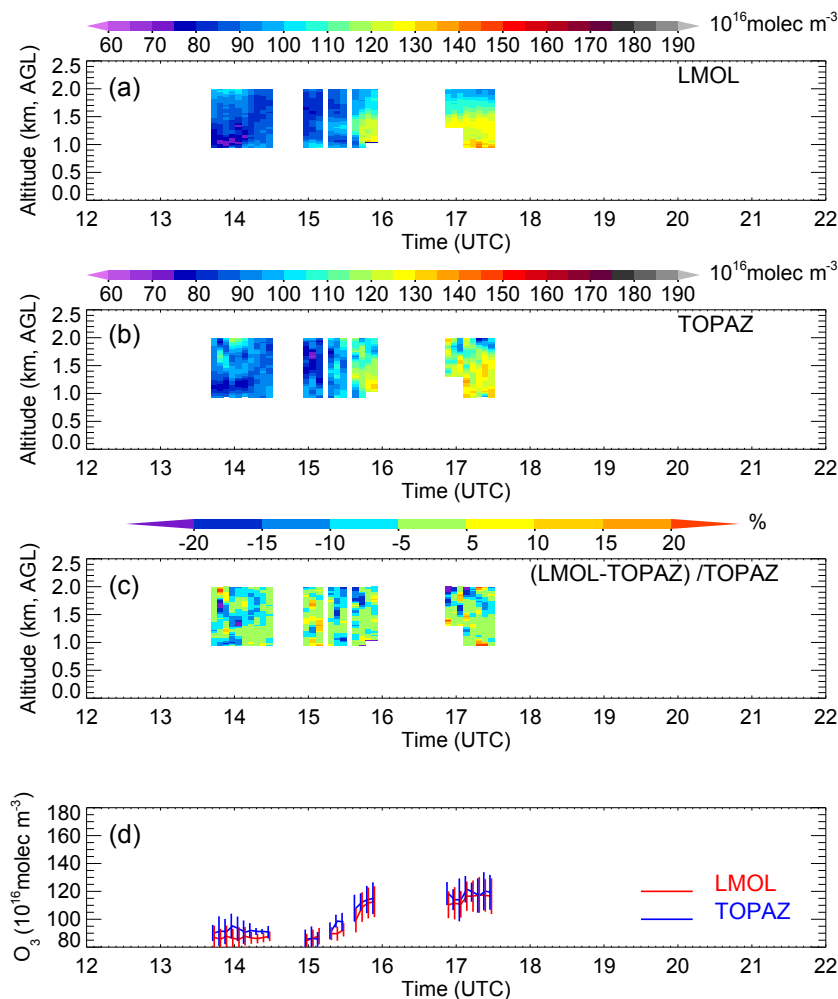 10^16 molec m^-3
60 70 80 90 100 110 120 130 140 150 160 170 180 190
(a) LMOL
Altitude (km, AGL)
2.5
2.0
1.5
1.0
0.5
0.0
12 13 14 15 16 17 18 19 20 21 22
Time (UTC)
10^16 molec m^-3
60 70 80 90 100 110 120 130 140 150 160 170 180 190
(b) TOPAZ
Altitude (km, AGL)
2.5
2.0
1.5
1.0
0.5
0.0
12 13 14 15 16 17 18 19 20 21 22
Time (UTC)
%
-20 -15 -10 -5 5 10 15 20
(c) (LMOL-TOPAZ) /TOPAZ
Altitude (km, AGL)
2.5
2.0
1.5
1.0
0.5
0.0
12 13 14 15 16 17 18 19 20 21 22
Time (UTC)
(d)
O_3 (10^16 molec m^-3)
180
160
140
120
100
80
LMOL
TOPAZ
12 13 14 15 16 17 18 19 20 21 22
Time (UTC)